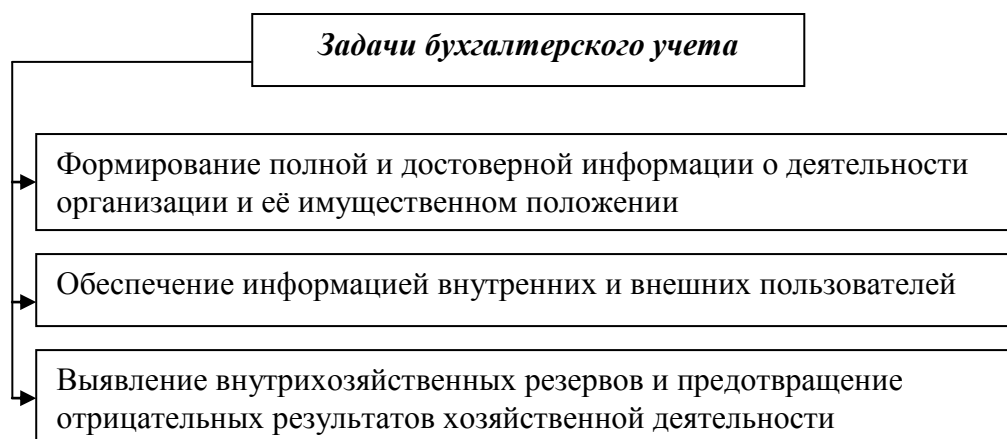 Задачи бухгалтерского учета
Формирование полной и достоверной информации о деятельности
организации и её имущественном положении
Обеспечение информацией внутренних и внешних пользователей
Выявление внутрихозяйственных резервов и предотвращение
отрицательных результатов хозяйственной деятельности